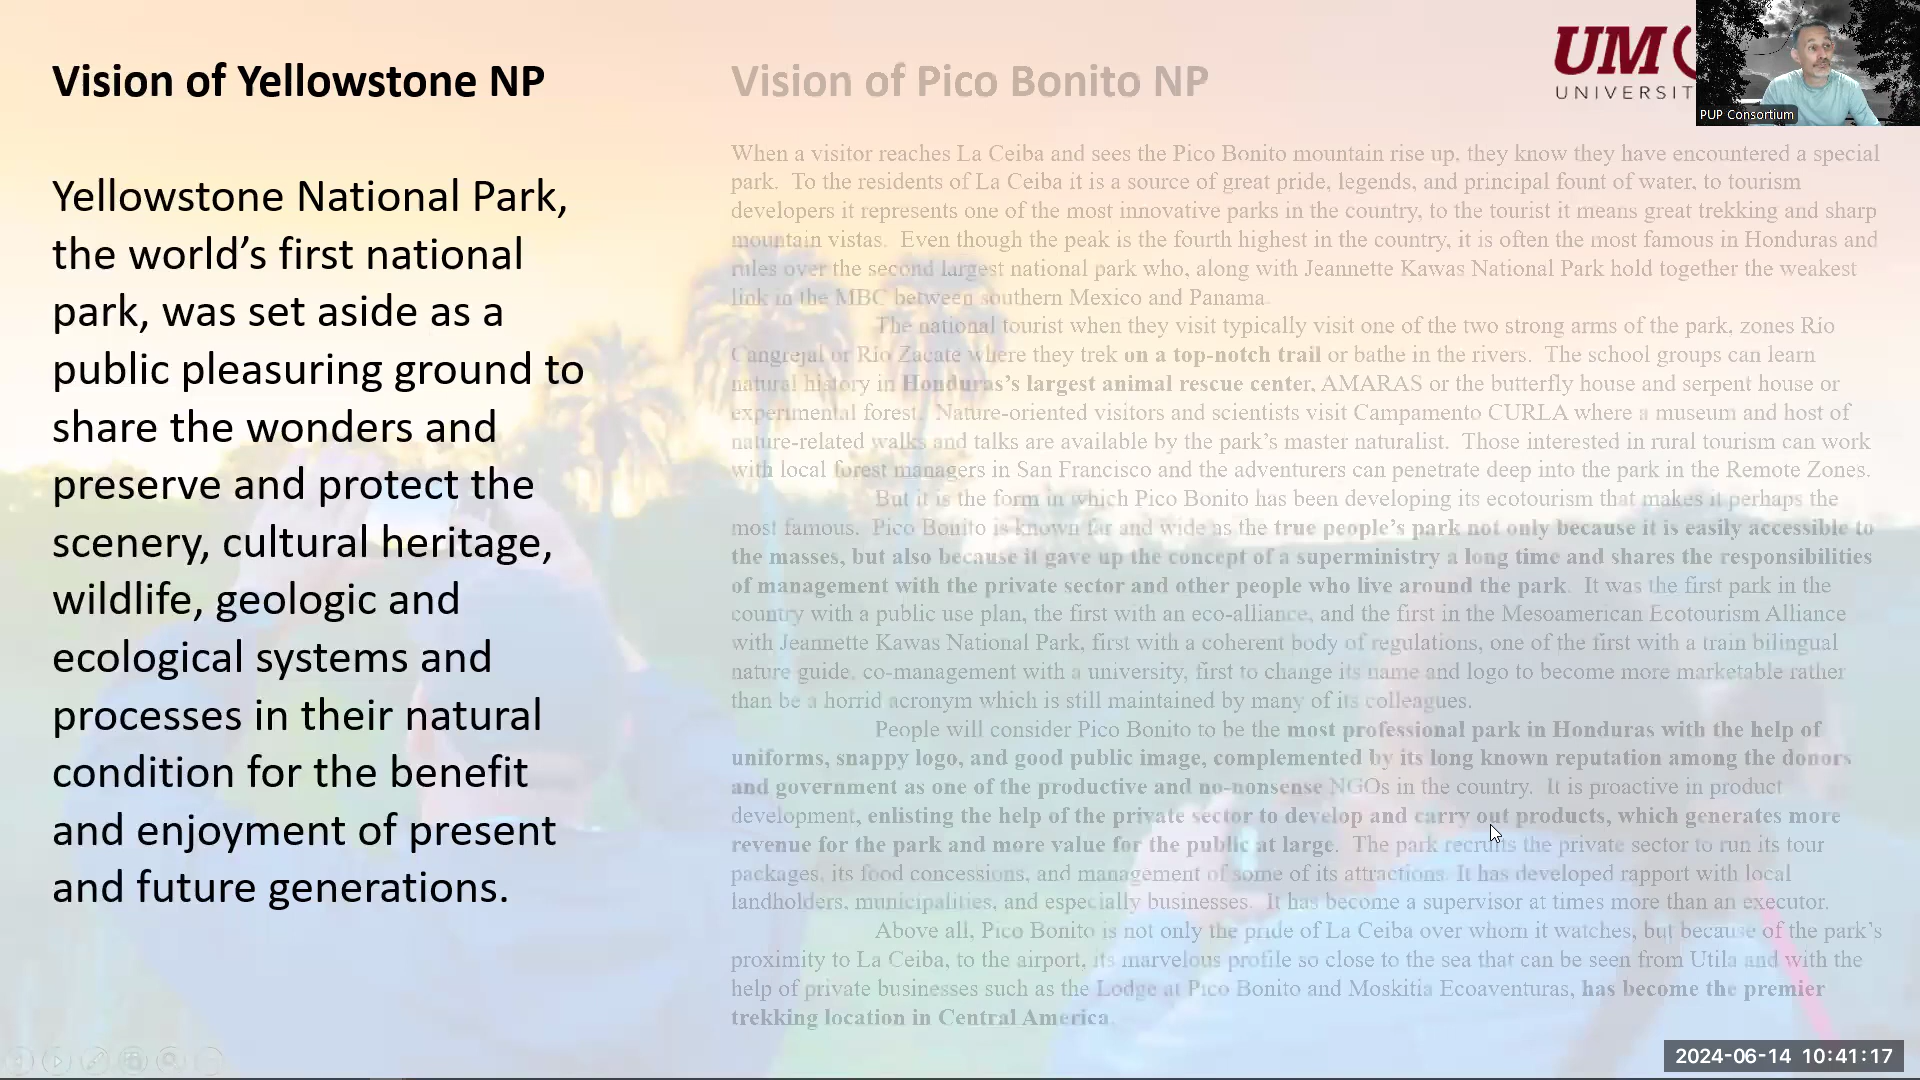 Vision of Yellowstone NP
Yellowstone National Park,
the world’s first national
park, was set aside as a
public pleasuring ground to
share the wonders and
preserve and protect the
scenery, cultural heritage,
wildlife, geologic and
ecological systems and
processes in their natural
condition for the benefit
and enjoyment of present
and future generations.
Vision of Pico Bonito NP
When a visitor reaches La Ceiba and sees the Pico Bonito mountain rise up, they know they have encountered a special
park. To the residents of La Ceiba it is a source of great pride, legends, and principal fount of water, to tourism
developers it represents one of the most innovative parks in the country, to the tourist it means great trekking and sharp
mountain vistas. Even though the peak is the fourth highest in the country, it is often the most famous in Honduras and
rules over the second largest national park who, along with Jeannette Kawas National Park hold together the weakest
link in the MBC between southern Mexico and Panama.
The national tourist when they visit typically visit one of the two strong arms of the park, zones Río
Cangrejal or Río Zacate where they trek on a top-notch trail or bathe in the rivers. The school groups can learn
natural history in Honduras’s largest animal rescue center, AMARAS or the butterfly house and serpent house or
experimental forest. Nature-oriented visitors and scientists visit Campamento CURLA where a museum and host of
nature-related walks and talks are available by the park’s master naturalist. Those interested in rural tourism can work
with local forest managers in San Francisco and the adventurers can penetrate deep into the park in the Remote Zones.
But it is the form in which Pico Bonito has been developing its ecotourism that makes it perhaps the
most famous. Pico Bonito is known far and wide as the true people’s park not only because it is easily accessible to
the masses, but also because it gave up the concept of a superministry a long time and shares the responsibilities
of management with the private sector and other people who live around the park. It was the first park in the
country with a public use plan, the first with an eco-alliance, and the first in the Mesoamerican Ecotourism Alliance
with Jeannette Kawas National Park, first with a coherent body of regulations, one of the first with a train bilingual
nature guide, co-management with a university, first to change its name and logo to become more marketable rather
than be a horrid acronym which is still maintained by many of its colleagues.
People will consider Pico Bonito to be the most professional park in Honduras with the help of
uniforms, snappy logo, and good public image, complemented by its long known reputation among the donors
and government as one of the productive and no-nonsense NGOs in the country. It is proactive in product
development, enlisting the help of the private sector to develop and carry out products, which generates more
revenue for the park and more value for the public at large. The park recruits the private sector to run its tour
packages, its food concessions, and management of some of its attractions. It has developed rapport with local
landholders, municipalities, and especially businesses. It has become a supervisor at times more than an executor.
Above all, Pico Bonito is not only the pride of La Ceiba over whom it watches, but because of the park’s
proximity to La Ceiba, to the airport, its marvelous profile so close to the sea that can be seen from Utila and with the
help of private businesses such as the Lodge at Pico Bonito and Moskitia Ecoaventuras, has become the premier
trekking location in Central America.
UM
UNIVERSIT
PUP Consortium
2024-06-14 10:41:17